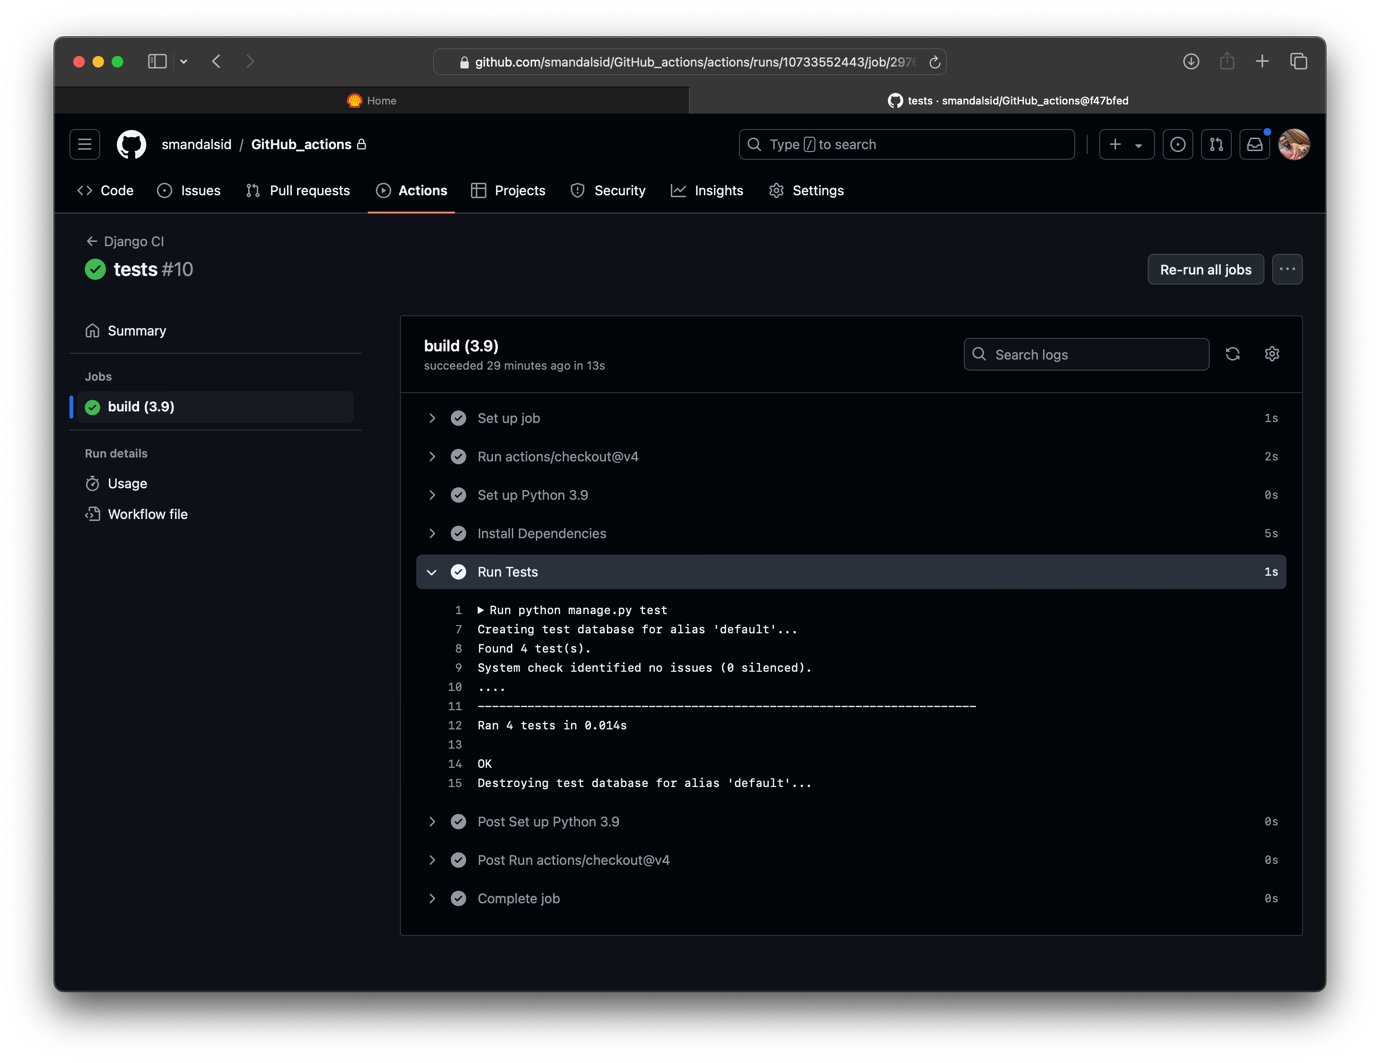 github.com/smandalsid/GitHub_actions/actions/runs/10733552443/job/297
Home
tests · smandalsid/GitHub_actions@f47bfed
smandalsid / GitHub_actions
Type / to search
Code
Issues
Pull requests
Actions
Projects
Security
Insights
Settings
← Django CI
tests #10
Re-run all jobs
Summary
Jobs
build (3.9)
Run details
Usage
Workflow file
build (3.9)
succeeded 29 minutes ago in 13s
Search logs
Set up job 1s
Run actions/checkout@v4 2s
Set up Python 3.9 0s
Install Dependencies 5s
Run Tests 1s
1 ▶ Run python manage.py test
7 Creating test database for alias 'default'...
8 Found 4 test(s).
9 System check identified no issues (0 silenced).
10 ....
11 ----------------------------------------------------------------------
12 Ran 4 tests in 0.014s
13
14 OK
15 Destroying test database for alias 'default'...
Post Set up Python 3.9 0s
Post Run actions/checkout@v4 0s
Complete job 0s